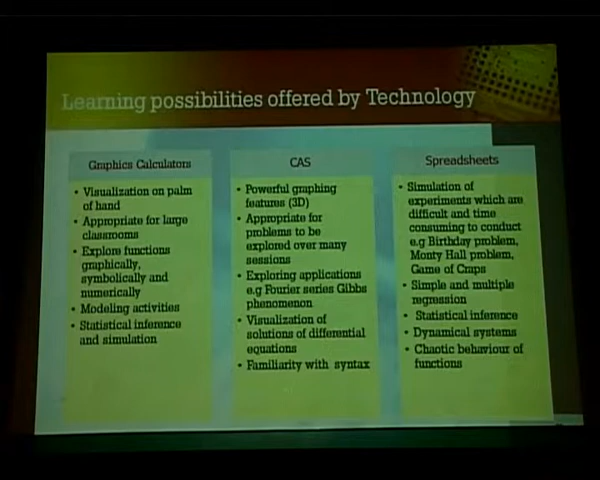 Learning possibilities offered by Technology
Graphics Calculators
• Visualization on palm
of hand
• Appropriate for large
classrooms
• Explore functions
graphically,
symbolically and
numerically
• Modeling activities
• Statistical inference
and simulation
CAS
• Powerful graphing
features (3D)
• Appropriate for
problems to be
explored over many
sessions
• Exploring applications
e.g Fourier series Gibbs
phenomenon
• Visualization of
solutions of differential
equations
• Familiarity with syntax
Spreadsheets
• Simulation of
experiments which are
difficult and time
consuming to conduct
e.g Birthday problem,
Monty Hall problem,
Game of Craps
• Simple and multiple
regression
• Statistical inference
• Dynamical systems
• Chaotic behaviour of
functions